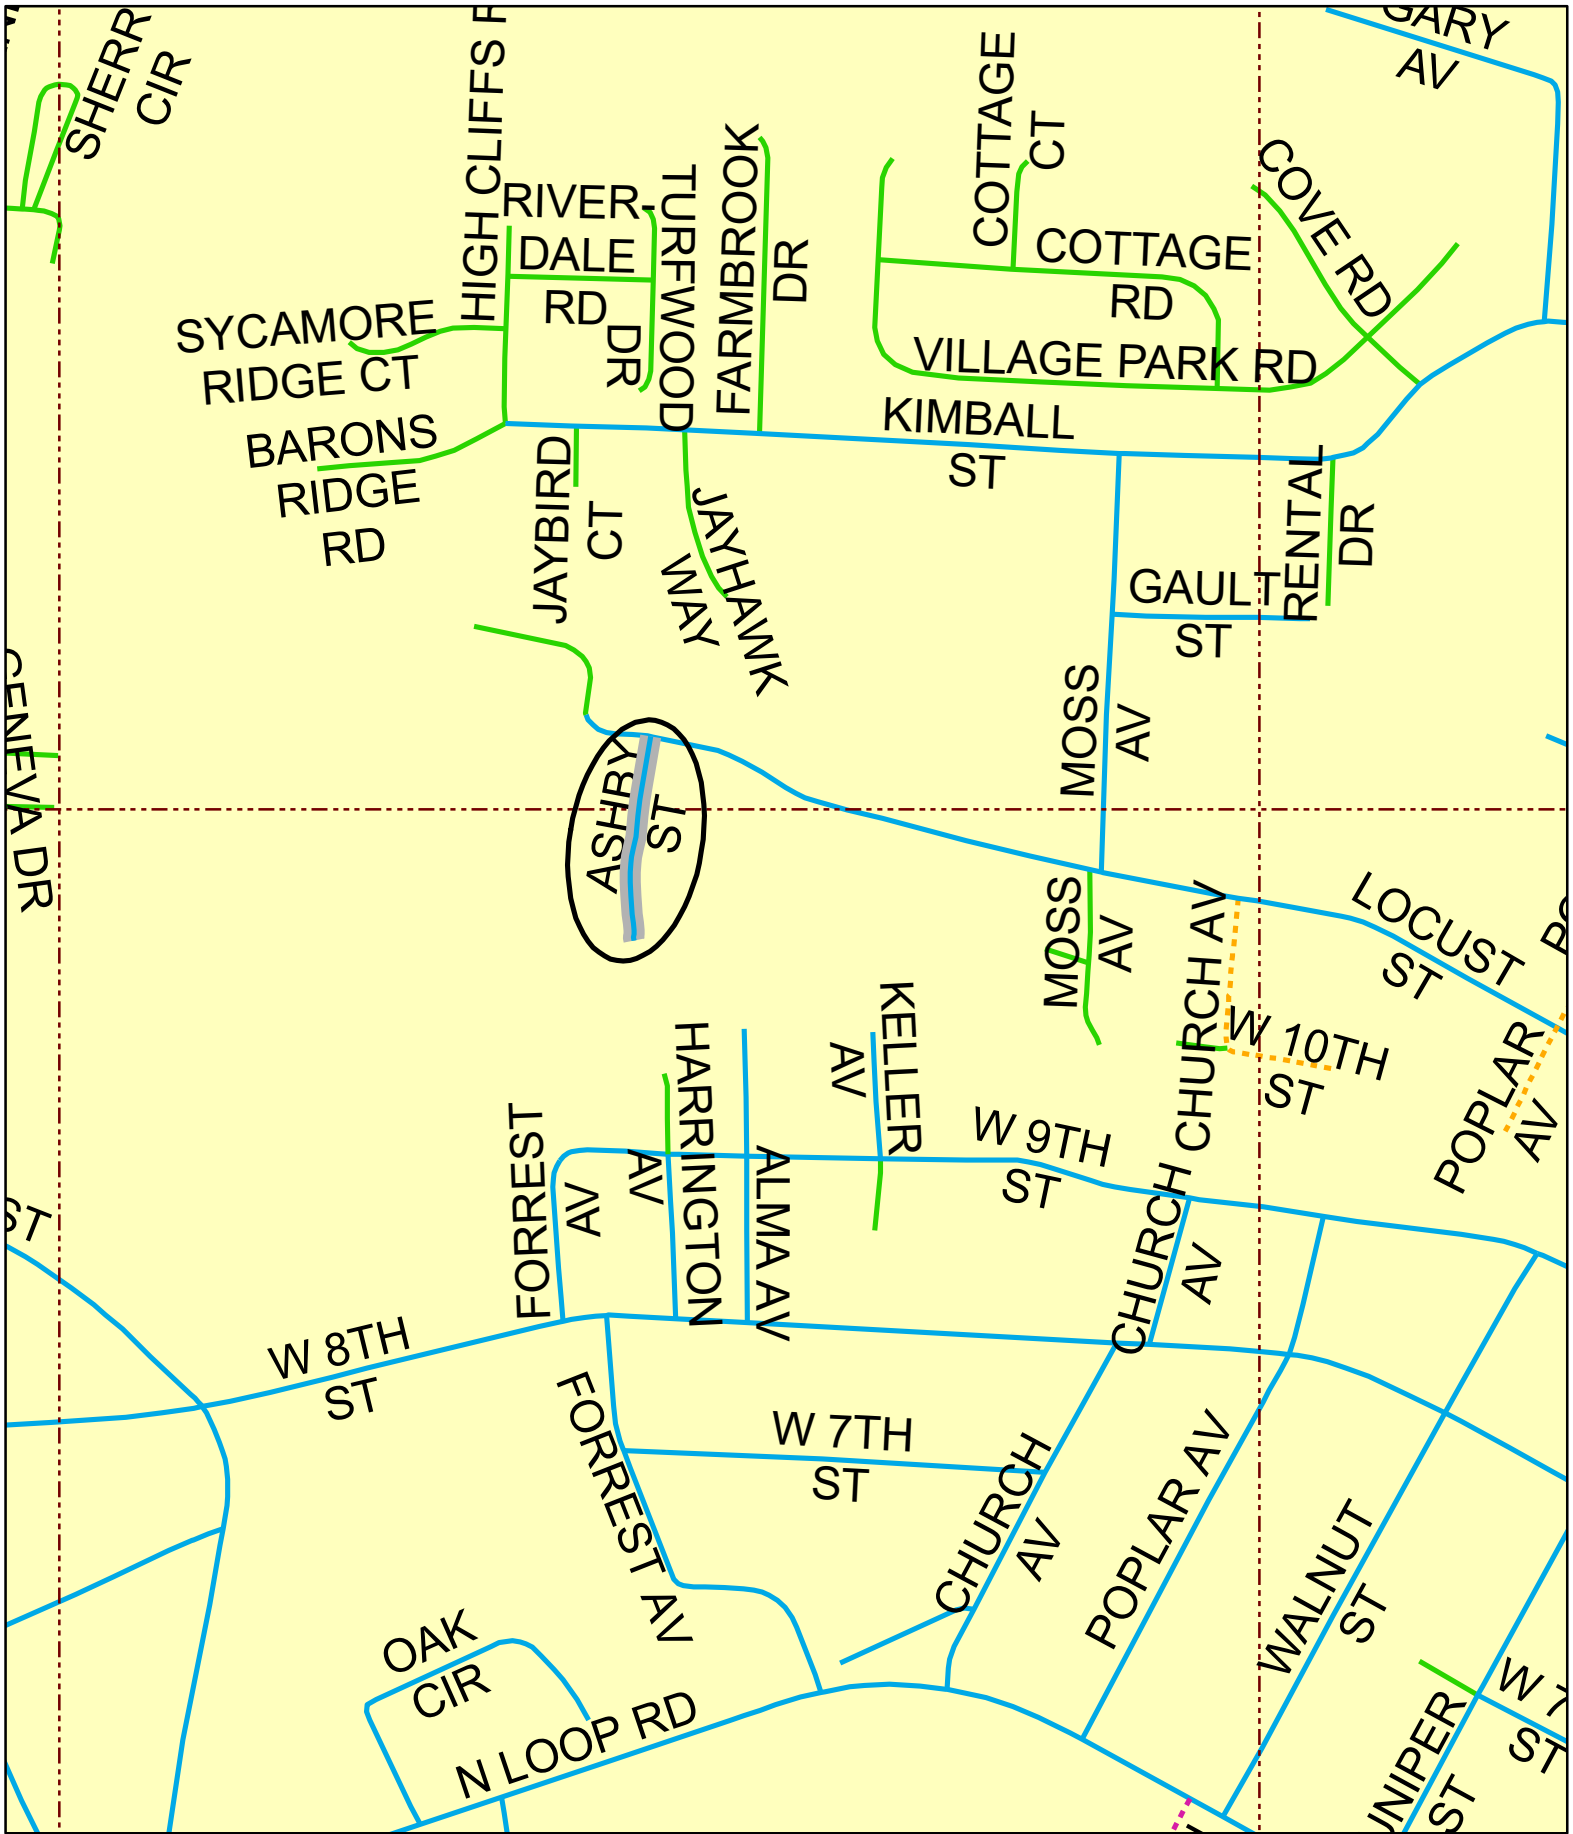 GARY
AV
SHERR
CIR
HIGH CLIFFS
COTTAGE
CT
COVE RD
RIVER-
DALE
RD
TURFWOOD
DR
FARMBROOK
DR
COTTAGE
RD
SYCAMORE
RIDGE CT
VILLAGE PARK RD
BARONS
RIDGE
RD
KIMBALL
ST
JAYBIRD
CT
JAYHAWK
WAY
RENTAL
DR
GAULT
ST
MOSS
AV
GENEVA DR
ASHBY
ST
MOSS
AV
LOCUST
ST
CHURCH AV
W 10TH
ST
POPLAR
AV
KELLER
AV
HARRINGTON
AV
ALMA AV
FORREST
AV
W 9TH
ST
CHURCH
AV
ST
W 8TH
ST
FORREST AV
W 7TH
ST
CHURCH
AV
POPLAR AV
WALNUT
ST
OAK
CIR
N LOOP RD
W 7
ST
UNIPER
ST